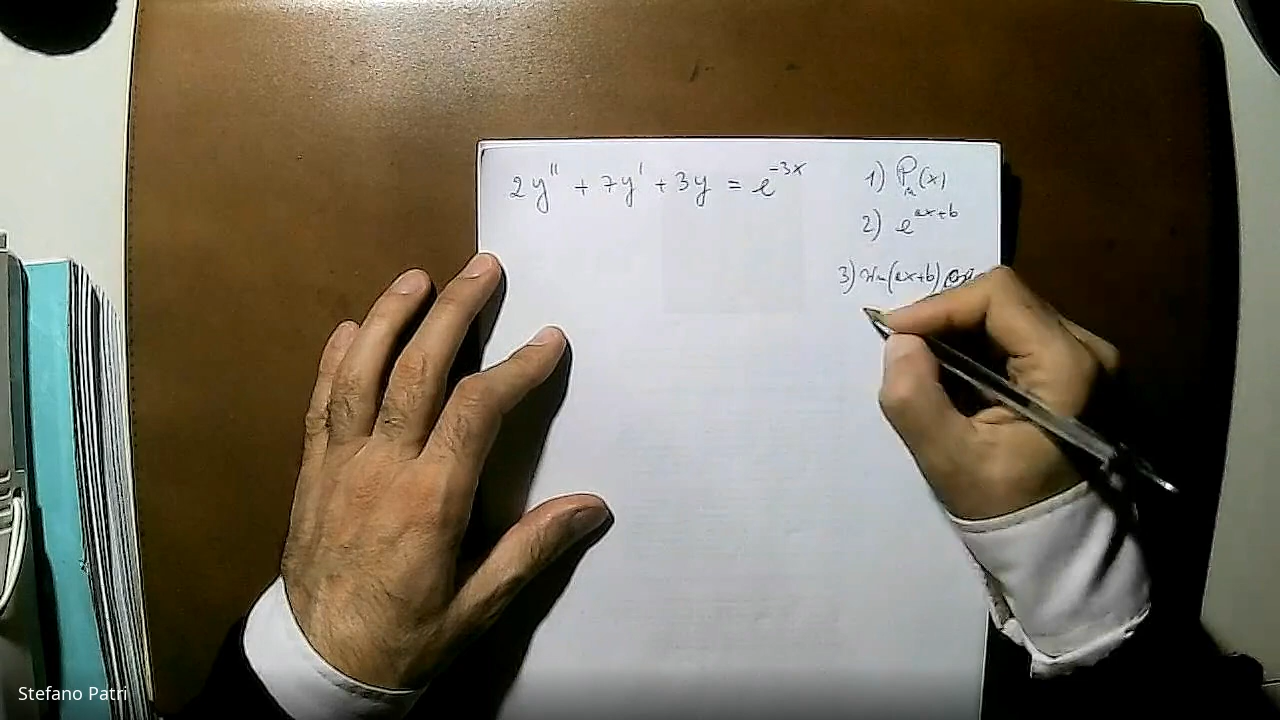 2y'' + 7y' + 3y = e^{-3x}
1) P_n(x)
2) e^{ax+b}
3) sin(ax+b)
Stefano Patri